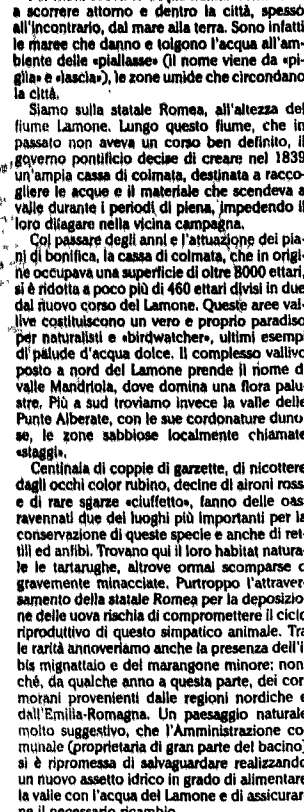 a scorrere attorno e dentro la città, spesso
all'incontrario, dal mare alla terra. Sono infatti
le maree che danno e tolgono l'acqua all'am-
biente delle «piallasse» (il nome viene da «pi-
glia» e «lascia»), le zone umide che circondano
la città.
Siamo sulla statale Romea, all'altezza del
fiume Lamone. Lungo questo fiume, che in
passato non aveva un corso ben definito, il
governo pontificio decise di creare nel 1839
un'ampia cassa di colmata, destinata a racco-
gliere le acque e il materiale che scendeva a
valle durante i periodi di piena, impedendo il
loro dilagare nella vicina campagna.
Col passare degli anni e l'attuazione dei pia-
ni di bonifica, la cassa di colmata, che in origi-
ne occupava una superficie di oltre 8000 ettari,
si è ridotta a poco più di 460 ettari divisi in due
dal nuovo corso del Lamone. Queste aree val-
live costituiscono un vero e proprio paradiso
per naturalisti e «birdwatcher», ultimi esempi
di palude d'acqua dolce. Il complesso vallivo
posto a nord del Lamone prende il nome di
valle Mandriola, dove domina una flora palu-
stre. Più a sud troviamo invece la valle delle
Punte Alberate, con le sue cordonature duno-
se, le zone sabbiose localmente chiamate
«staggi».
Centinaia di coppie di garzette, di nicottere
dagli occhi color rubino, decine di aironi rossi
e di rare sgarze «ciuffetto», fanno delle oasi
ravennati due dei luoghi più importanti per la
conservazione di queste specie e anche di ret-
tili ed anfibi. Trovano qui il loro habitat natura-
le le tartarughe, altrove ormai scomparse o
gravemente minacciate. Purtroppo l'attraver-
samento della statale Romea per la deposizio-
ne delle uova rischia di compromettere il ciclo
riproduttivo di questo simpatico animale. Tra
le rarità annoveriamo anche la presenza dell'i-
bis mignattaio e del marangone minore; non-
ché, da qualche anno a questa parte, dei cor-
morani provenienti dalle regioni nordiche e
dall'Emilia-Romagna. Un paesaggio naturale
molto suggestivo, che l'Amministrazione co-
munale (proprietaria di gran parte del bacino)
si è ripromessa di salvaguardare realizzando
un nuovo assetto idrico in grado di alimentare
la valle con l'acqua del Lamone e di assicurar-
ne il necessario ricambio.